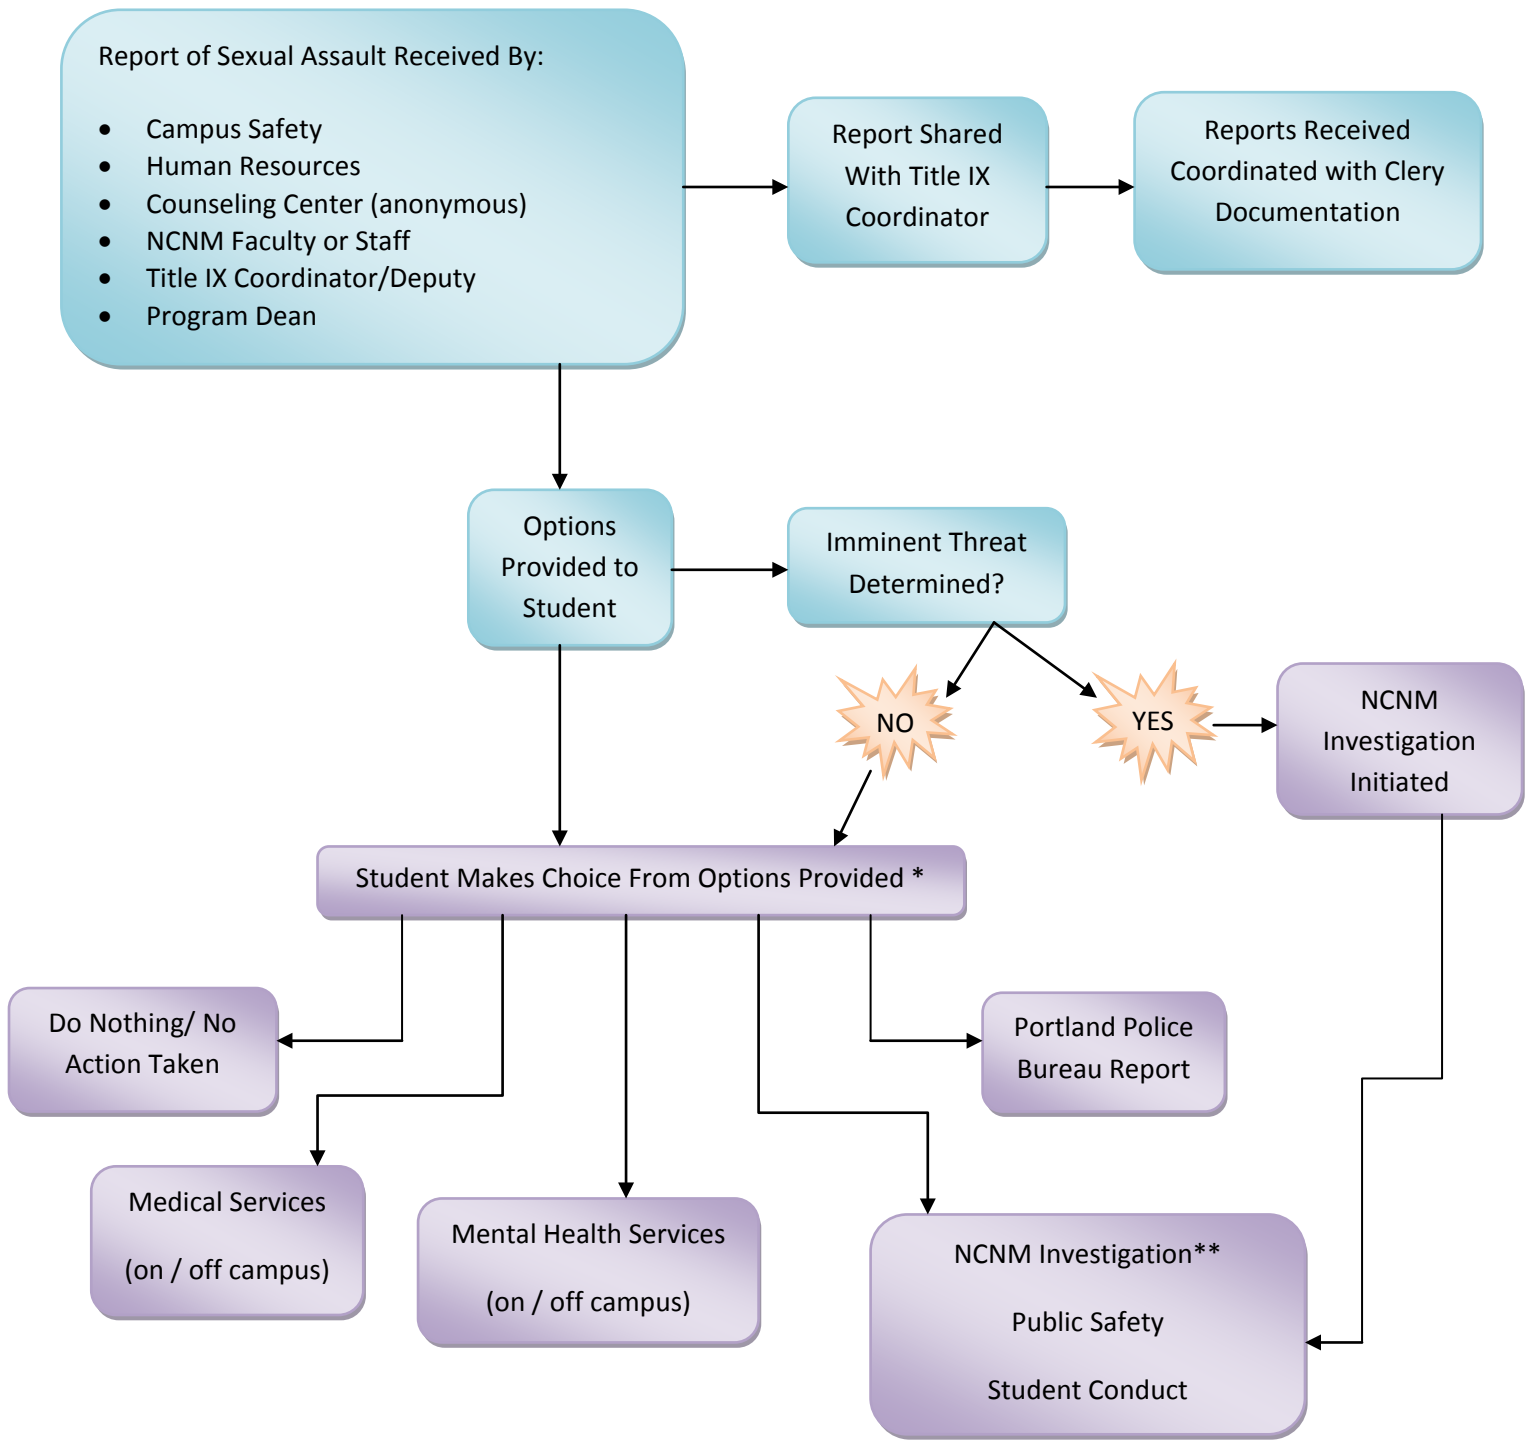 Report of Sexual Assault Received By:
• Campus Safety
• Human Resources
• Counseling Center (anonymous)
• NCNM Faculty or Staff
• Title IX Coordinator/Deputy
• Program Dean
Report Shared
With Title IX
Coordinator
Reports Received
Coordinated with Clery
Documentation
Options
Provided to
Student
Imminent Threat
Determined?
NO
YES
NCNM
Investigation
Initiated
Student Makes Choice From Options Provided *
Do Nothing/ No
Action Taken
Portland Police
Bureau Report
Medical Services
(on / off campus)
Mental Health Services
(on / off campus)
NCNM Investigation**
Public Safety
Student Conduct